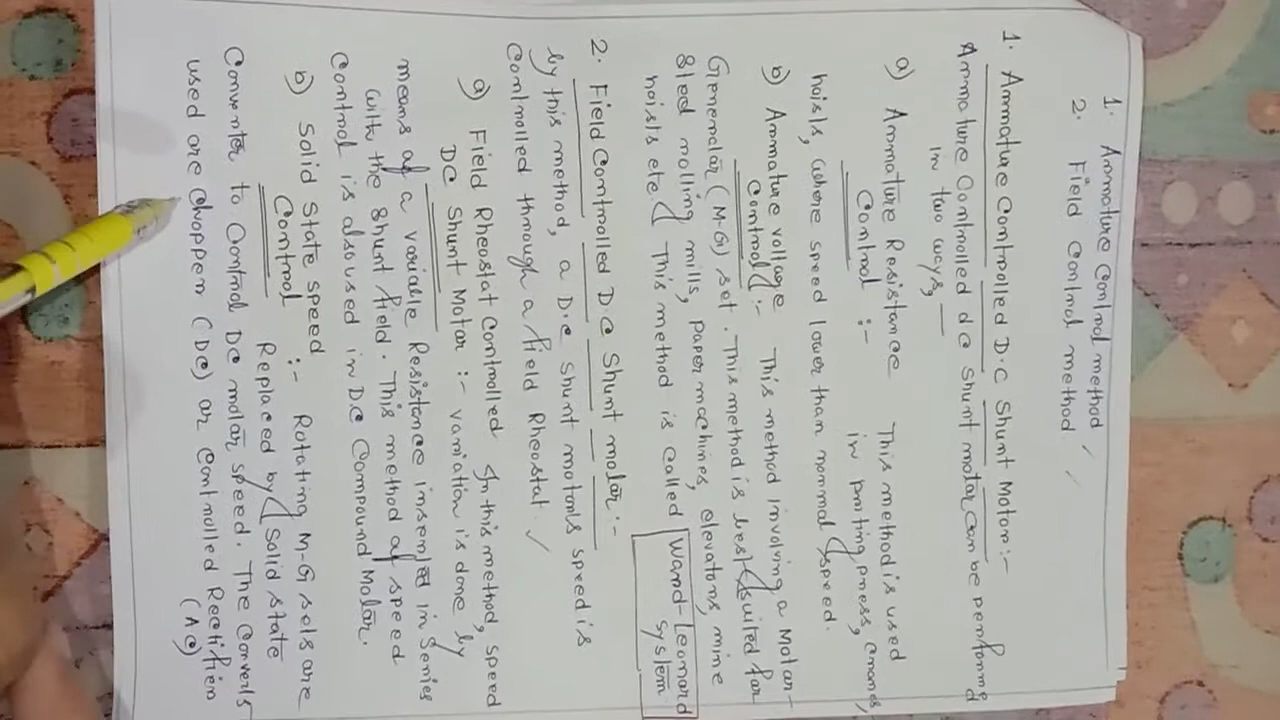 1. Armature Control method
2. Field Control method.
1. Armature Controlled D.C Shunt Motor:-
Armature Controlled dc Shunt motor can be performed
in two ways,
a) Armature Resistance This method is used
Control :- in printing press, cranes,
hoists, where speed lower than normal speed.
b) Armature voltage This method involving a Motor-
Control :-
Generator (M-G) set. This method is best suited for
Steel rolling mills, paper machines, elevators, mine
hoists etc. This method is called Ward-Leonard
System
2. Field Controlled D.C Shunt motor:-
by this method, a D.C Shunt motors speed is
Controlled through a field Rheostat.
a) Field Rheostat Controlled In this method, speed
DC Shunt Motor :- variation is done by
means of a variable Resistance inserted in Series
with the Shunt field. This method of speed
Control is also used in DC Compound Motor.
b) Solid State speed :- Rotating M-G sets are
Control Replaced by Solid state
Converter to Control DC motor speed. The Converts
used are chopper (DC) or Controlled Rectifier
(AC)